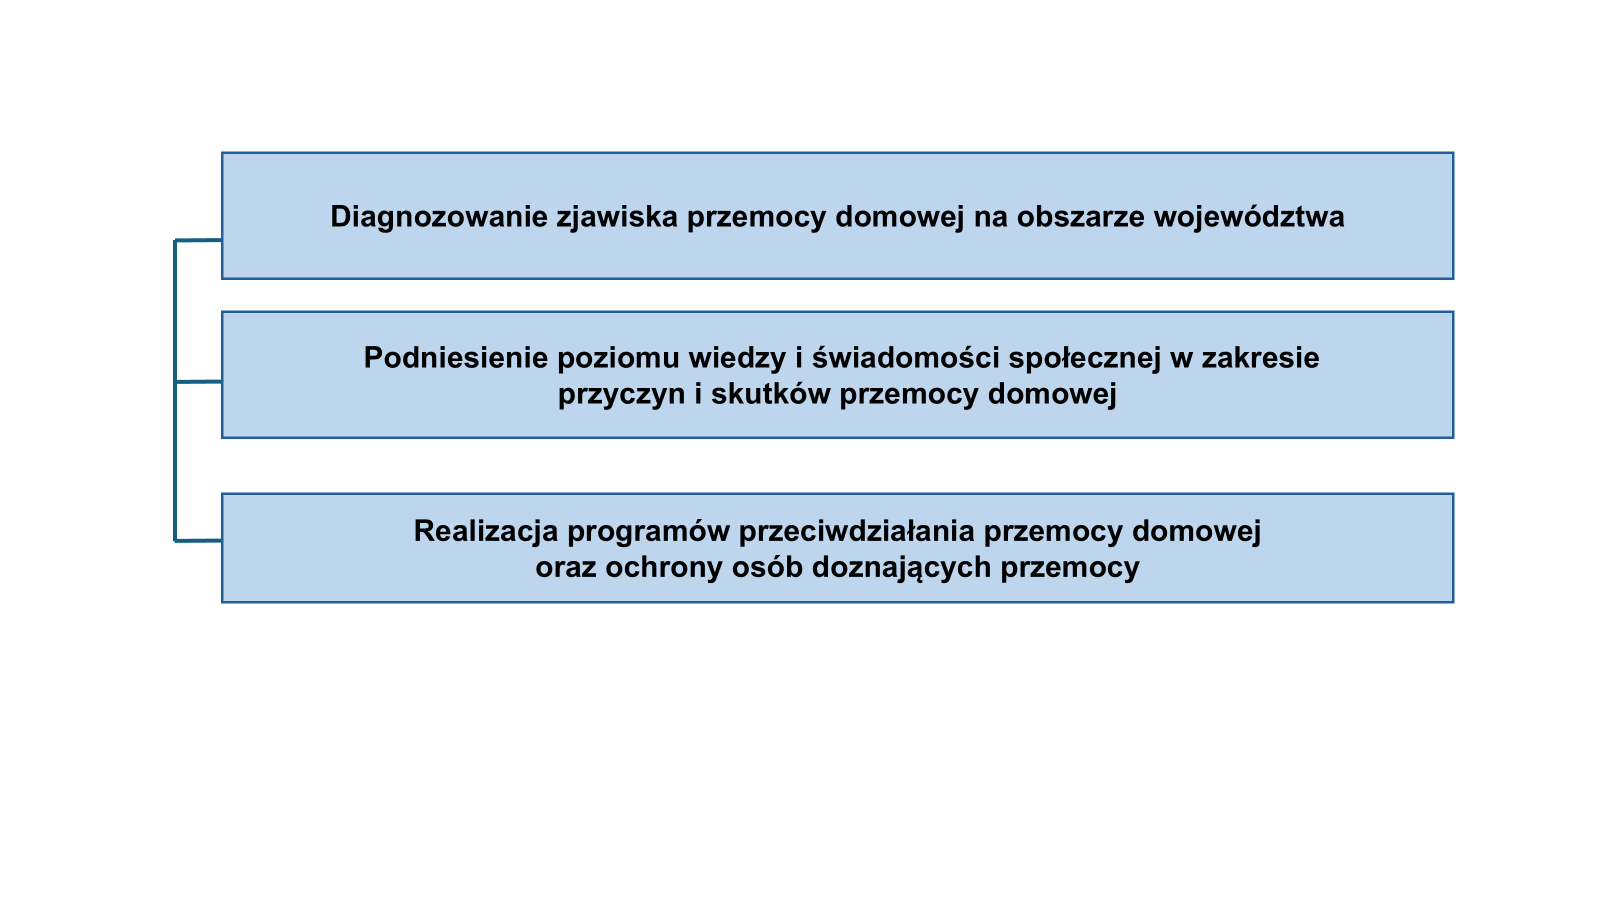 Diagnozowanie zjawiska przemocy domowej na obszarze województwa
Podniesienie poziomu wiedzy i świadomości społecznej w zakresie
przyczyn i skutków przemocy domowej
Realizacja programów przeciwdziałania przemocy domowej
oraz ochrony osób doznających przemocy